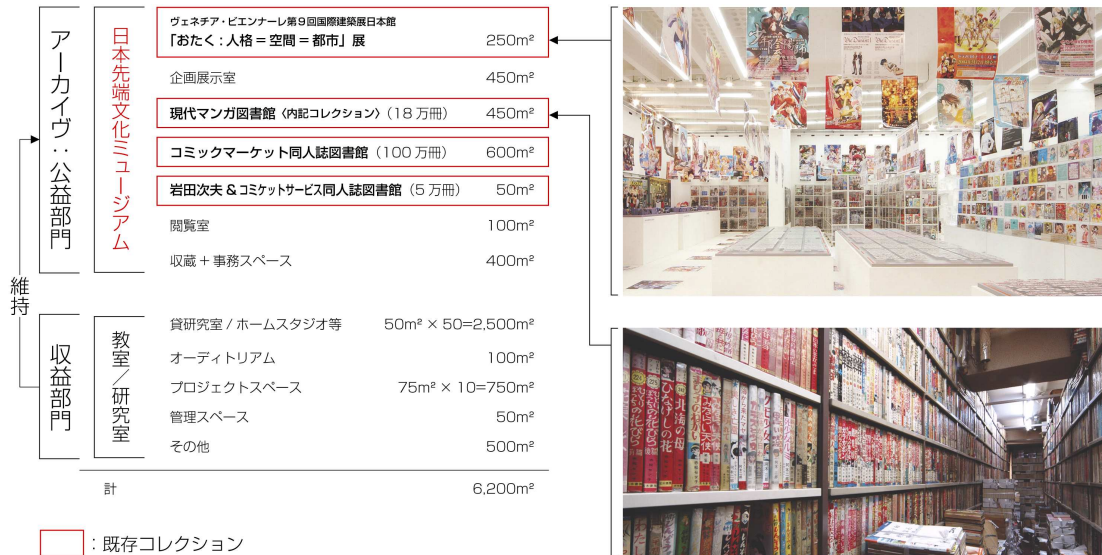 アーカイヴ：公益部門
日本先端文化ミュージアム
ヴェネチア・ビエンナーレ第9回国際建築展日本館
「おたく：人格＝空間＝都市」展 250m²
企画展示室 450m²
現代マンガ図書館〈内記コレクション〉（18万冊） 450m²
コミックマーケット同人誌図書館（100万冊） 600m²
岩田次夫 & コミケットサービス同人誌図書館（5万冊） 50m²
閲覧室 100m²
収蔵 + 事務スペース 400m²
維持
収益部門
教室／研究室
貸研究室 / ホームスタジオ等 50m² × 50=2,500m²
オーディトリアム 100m²
プロジェクトスペース 75m² × 10=750m²
管理スペース 50m²
その他 500m²
計 6,200m²
：既存コレクション
ひなげしの花
北海の母